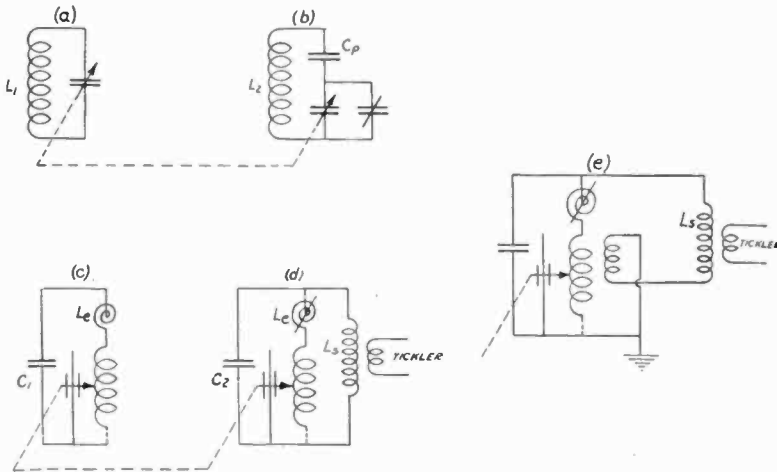 (a)
L1
(b)
L2
Cp
(c)
Le
C1
(d)
Le
C2
Ls
TICKLER
(e)
Ls
TICKLER